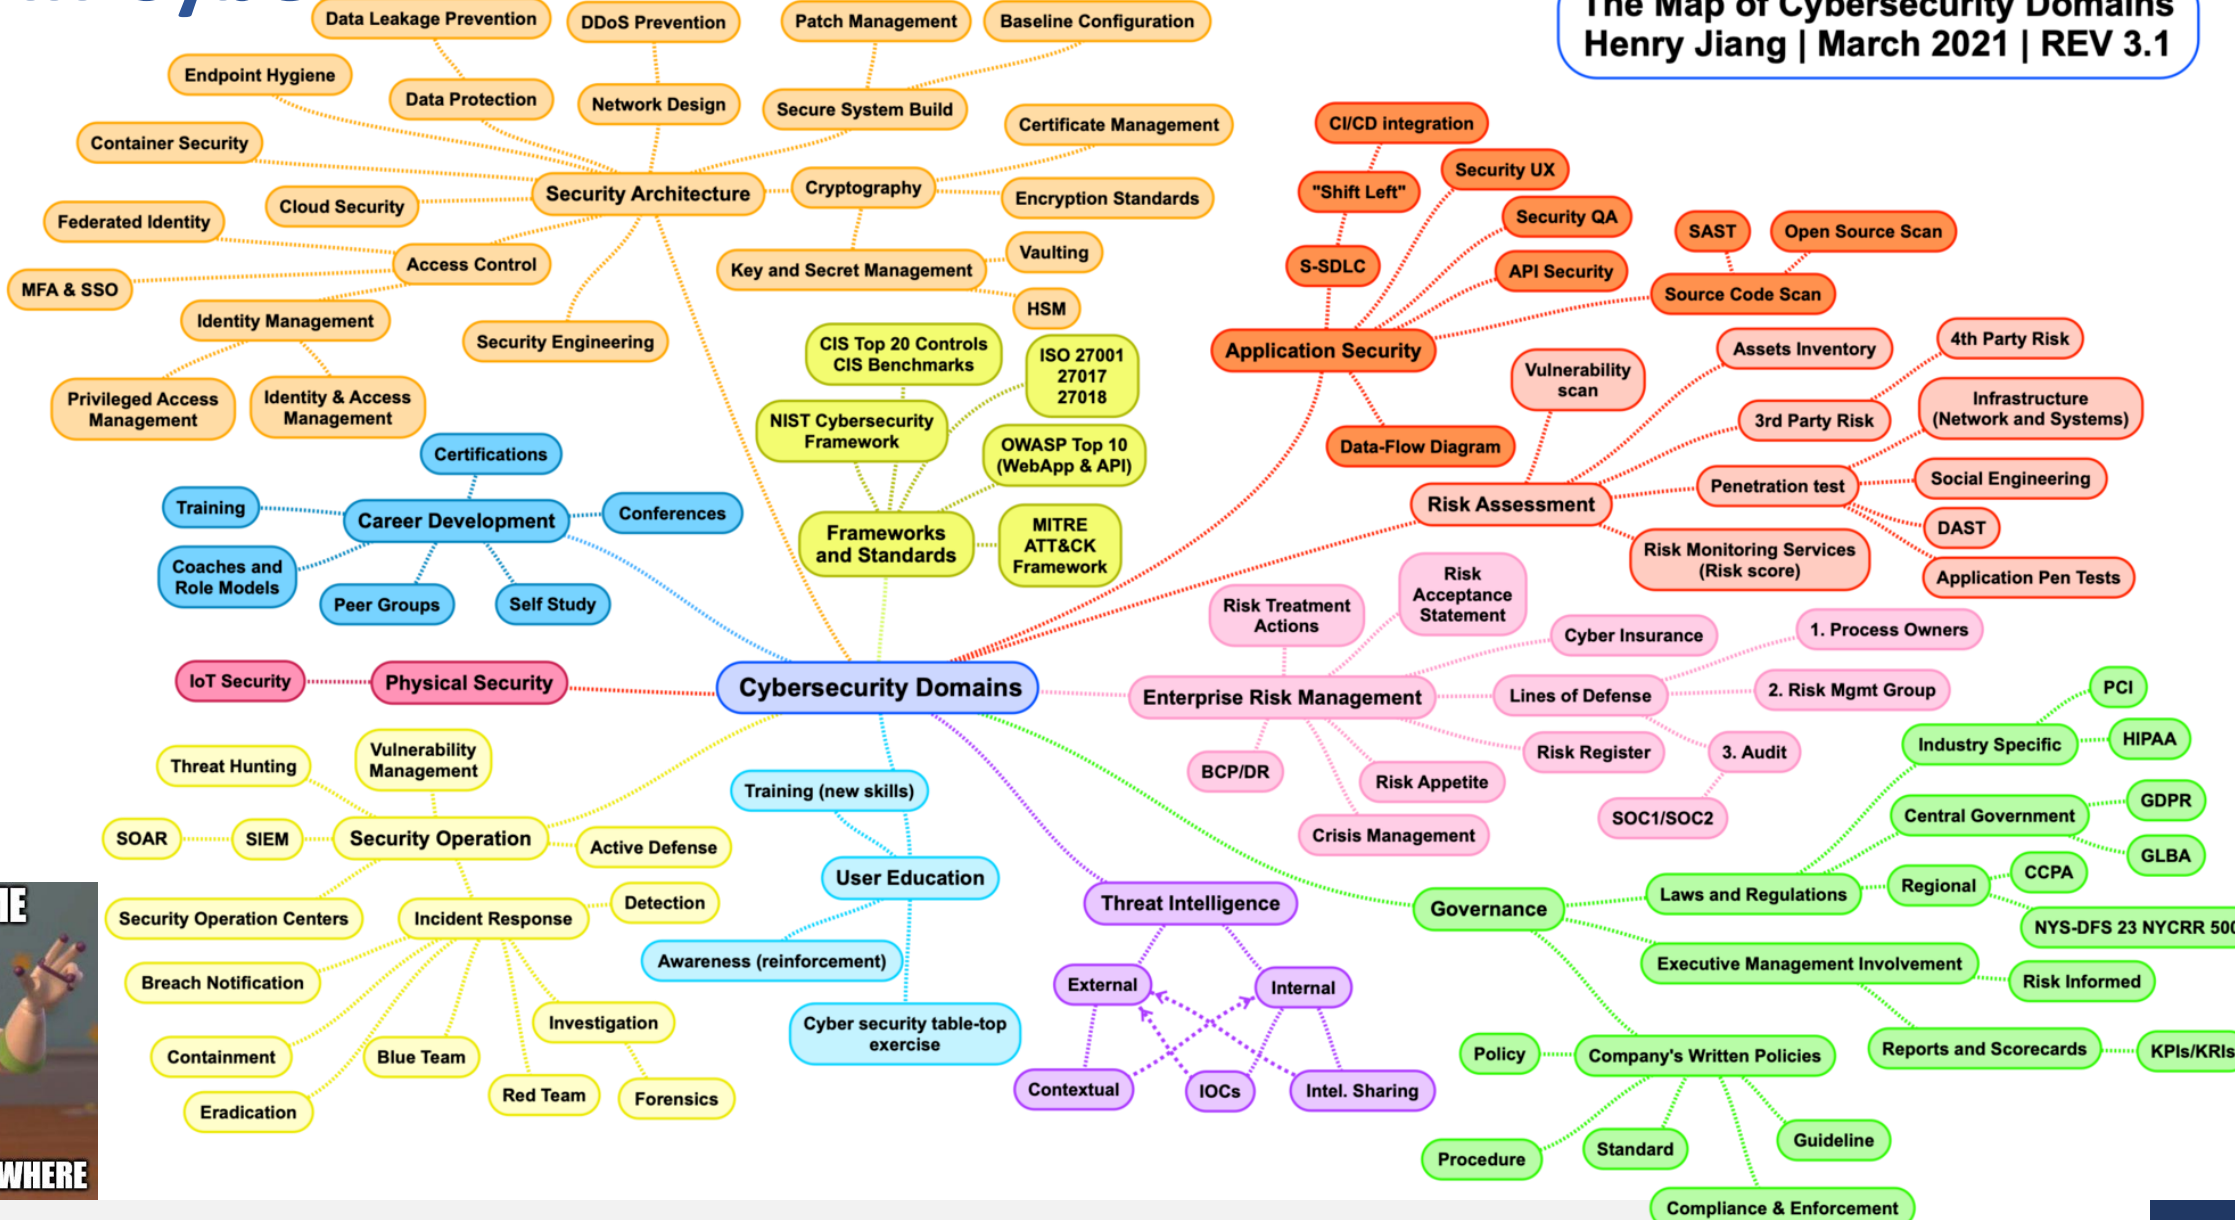 The Map of Cybersecurity Domains
Henry Jiang | March 2021 | REV 3.1
Data Leakage Prevention
DDoS Prevention
Patch Management
Baseline Configuration
Endpoint Hygiene
Data Protection
Network Design
Secure System Build
Certificate Management
Container Security
Security Architecture
Cryptography
Encryption Standards
Cloud Security
Federated Identity
Access Control
Key and Secret Management
Vaulting
HSM
MFA & SSO
Identity Management
Security Engineering
Privileged Access
Management
Identity & Access
Management
CI/CD integration
Security UX
"Shift Left"
Security QA
SAST
Open Source Scan
S-SDLC
API Security
Source Code Scan
Application Security
Data-Flow Diagram
CIS Top 20 Controls
CIS Benchmarks
ISO 27001
27017
27018
NIST Cybersecurity
Framework
OWASP Top 10
(WebApp & API)
Frameworks
and Standards
MITRE
ATT&CK
Framework
Vulnerability
scan
Assets Inventory
4th Party Risk
3rd Party Risk
Infrastructure
(Network and Systems)
Risk Assessment
Penetration test
Social Engineering
DAST
Risk Monitoring Services
(Risk score)
Application Pen Tests
Certifications
Training
Career Development
Conferences
Coaches and
Role Models
Peer Groups
Self Study
IoT Security
Physical Security
Cybersecurity Domains
Risk Treatment
Actions
Risk
Acceptance
Statement
Cyber Insurance
1. Process Owners
Enterprise Risk Management
Lines of Defense
2. Risk Mgmt Group
Risk Register
3. Audit
BCP/DR
Risk Appetite
SOC1/SOC2
Crisis Management
Threat Hunting
Vulnerability
Management
SOAR
SIEM
Security Operation
Active Defense
Security Operation Centers
Incident Response
Detection
Breach Notification
Investigation
Containment
Blue Team
Eradication
Red Team
Forensics
Training (new skills)
User Education
Awareness (reinforcement)
Cyber security table-top
exercise
Threat Intelligence
External
Internal
Contextual
IOCs
Intel. Sharing
PCI
Industry Specific
HIPAA
Central Government
GDPR
GLBA
Governance
Laws and Regulations
Regional
CCPA
NYS-DFS 23 NYCRR 500
Executive Management Involvement
Risk Informed
Reports and Scorecards
KPIs/KRIs
Policy
Company's Written Policies
Procedure
Standard
Guideline
Compliance & Enforcement
WHERE